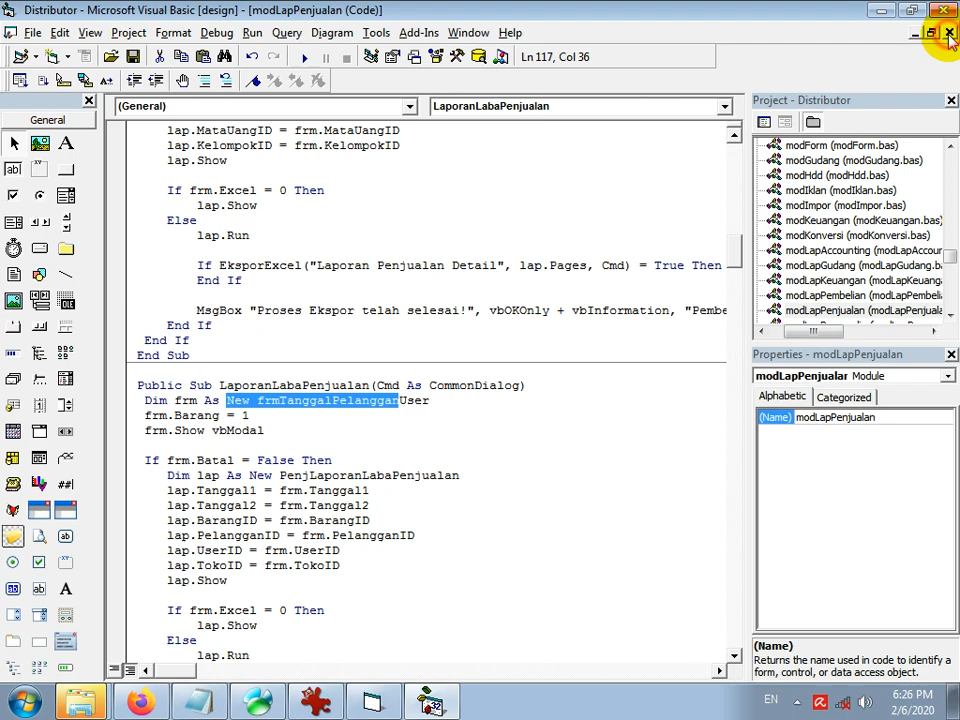 Distributor - Microsoft Visual Basic [design] - [modLapPenjualan (Code)]
File Edit View Project Format Debug Run Query Diagram Tools Add-Ins Window Help
Ln 117, Col 36
General
(General)
LaporanLabaPenjualan
lap.MataUangID = frm.MataUangID
lap.KelompokID = frm.KelompokID
lap.Show
If frm.Excel = 0 Then
lap.Show
Else
lap.Run
If EksporExcel("Laporan Penjualan Detail", lap.Pages, Cmd) = True Then
End If
MsgBox "Proses Ekspor telah selesai!", vbOKOnly + vbInformation, "Pembe
End If
End If
End Sub
Public Sub LaporanLabaPenjualan(Cmd As CommonDialog)
Dim frm As New frmTanggalPelangganUser
frm.Barang = 1
frm.Show vbModal
If frm.Batal = False Then
Dim lap As New PenjLaporanLabaPenjualan
lap.Tanggal1 = frm.Tanggal1
lap.Tanggal2 = frm.Tanggal2
lap.BarangID = frm.BarangID
lap.PelangganID = frm.PelangganID
lap.UserID = frm.UserID
lap.TokoID = frm.TokoID
lap.Show
If frm.Excel = 0 Then
lap.Show
Else
lap.Run
Project - Distributor
modForm (modForm.bas)
modGudang (modGudang.bas)
modHdd (modHdd.bas)
modIklan (modIklan.bas)
modImpor (modImpor.bas)
modKeuangan (modKeuangan.bas)
modKonversi (modKonversi.bas)
modLapAccounting (modLapAccour
modLapGudang (modLapGudang.b
modLapKeuangan (modLapKeuanga
modLapPembelian (modLapPembeli
modLapPenjualan (modLapPenjuala
Properties - modLapPenjualan
modLapPenjualar Module
Alphabetic Categorized
(Name) modLapPenjualan
(Name)
Returns the name used in code to identify a
form, control, or data access object.
EN
6:26 PM
2/6/2020